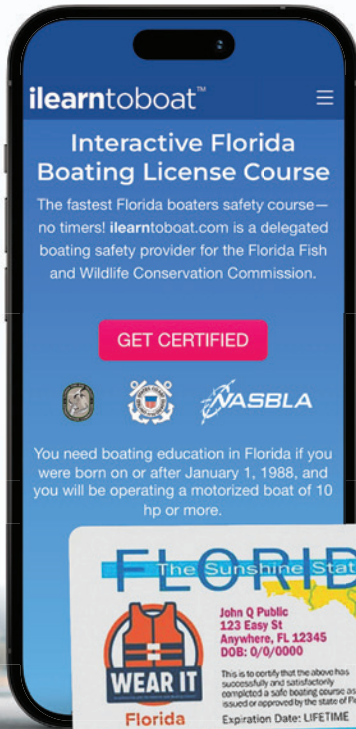 ilearntoboat™
Interactive Florida
Boating License Course
The fastest Florida boaters safety course—
no timers! ilearntoboat.com is a delegated
boating safety provider for the Florida Fish
and Wildlife Conservation Commission.
GET CERTIFIED
NASBLA
You need boating education in Florida if you
were born on or after January 1, 1988, and
you will be operating a motorized boat of 10
hp or more.
FLORID
The Sunshine Stat
John Q Public
123 Easy St
Anywhere, FL 12345
DOB: 0/0/0000
This is to certify that the above has
successfully and satisfactorily
completed a safe boating course as
issued or approved by the state of
Expiration Date: LIFETIME
WEAR IT
Florida